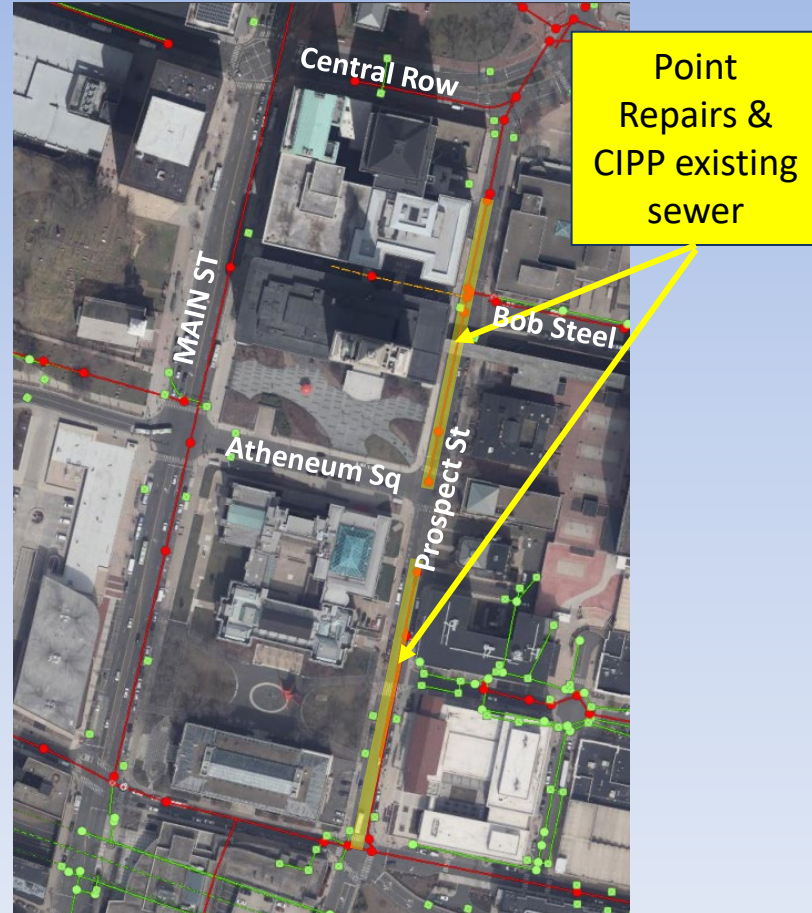 Central Row
Point
Repairs &
CIPP existing
sewer
MAIN ST
Bob Steel
Atheneum Sq
Prospect St